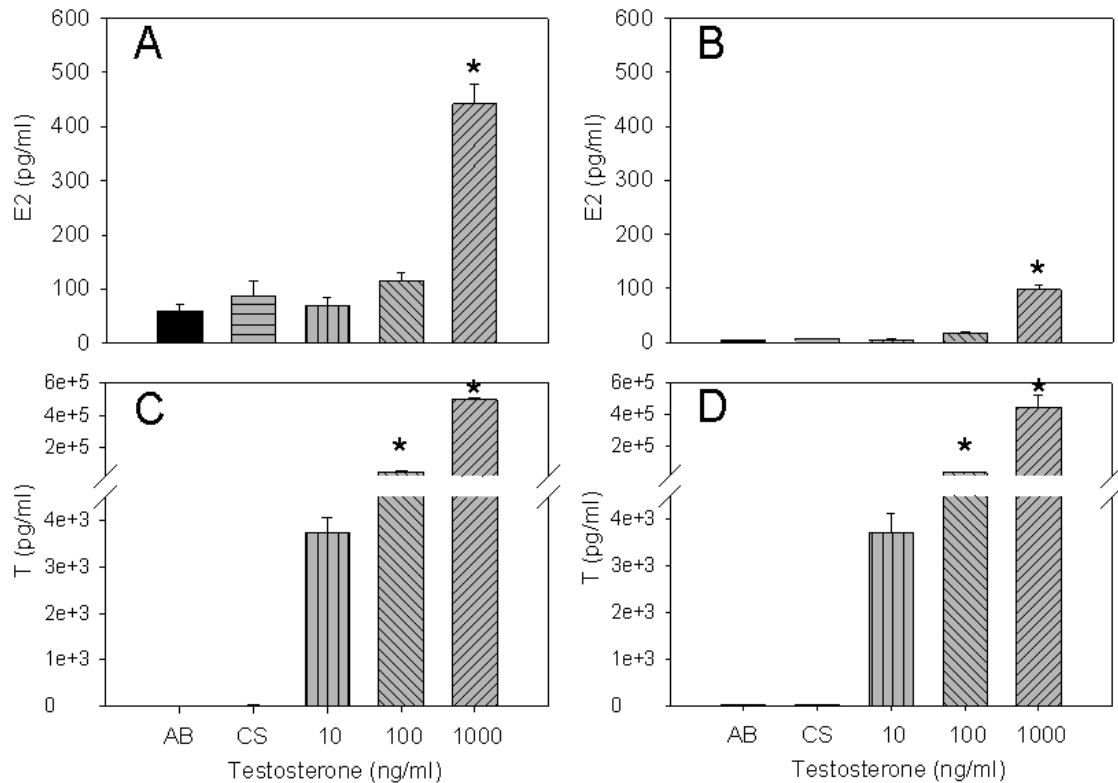 A
E2 (pg/ml)
600
500
400
300
200
100
0
*
B
E2 (pg/ml)
600
500
400
300
200
100
0
*
C
T (pg/ml)
6e+5
4e+5
2e+5
4e+3
3e+3
2e+3
1e+3
0
*
*
AB CS 10 100 1000
Testosterone (ng/ml)
D
T (pg/ml)
6e+5
4e+5
2e+5
4e+3
3e+3
2e+3
1e+3
0
*
*
AB CS 10 100 1000
Testosterone (ng/ml)